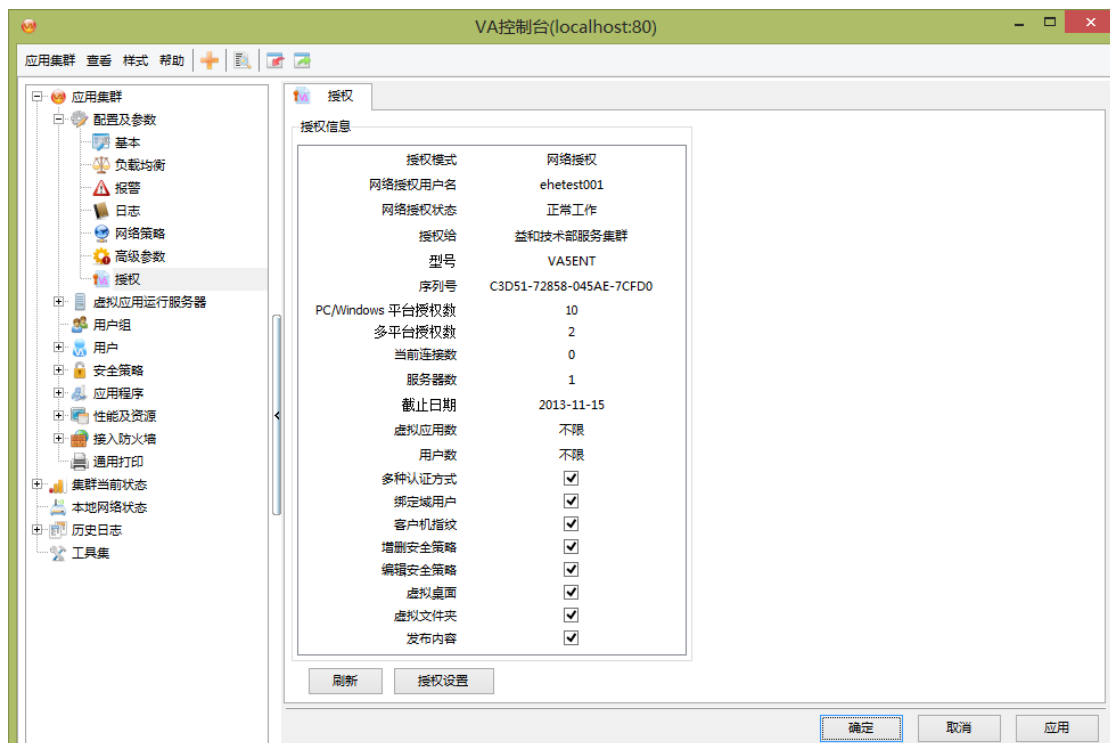 VA控制台(localhost:80)
应用集群 查看 样式 帮助
应用集群
配置及参数
基本
负载均衡
报警
日志
网络策略
高级参数
授权
虚拟应用运行服务器
用户组
用户
安全策略
应用程序
性能及资源
接入防火墙
通用打印
集群当前状态
本地网络状态
历史日志
工具集
授权
授权信息
授权模式 网络授权
网络授权用户名 ehetest001
网络授权状态 正常工作
授权给 益和技术部服务集群
型号 VA5ENT
序列号 C3D51-72858-045AE-7CFD0
PC/Windows 平台授权数 10
多平台授权数 2
当前连接数 0
服务器数 1
截止日期 2013-11-15
虚拟应用数 不限
用户数 不限
多种认证方式
绑定域用户
客户机指纹
增删安全策略
编辑安全策略
虚拟桌面
虚拟文件夹
发布内容
刷新 授权设置
确定 取消 应用